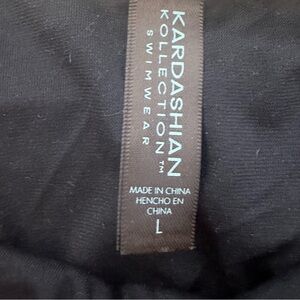 KARDASHIAN
KOLLECTION™
SWIMWEAR
MADE IN CHINA
HENCHO EN
CHINA
L